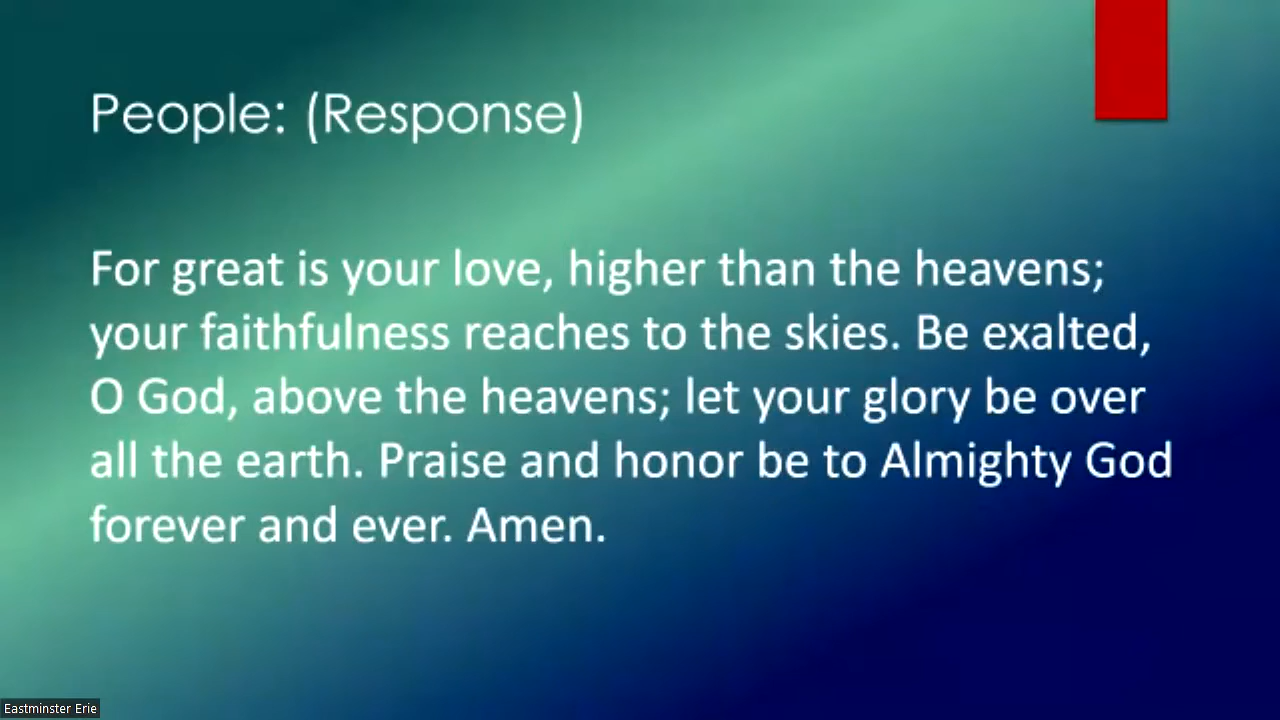 People: (Response)
For great is your love, higher than the heavens;
your faithfulness reaches to the skies. Be exalted,
O God, above the heavens; let your glory be over
all the earth. Praise and honor be to Almighty God
forever and ever. Amen.
Eastminster Erie